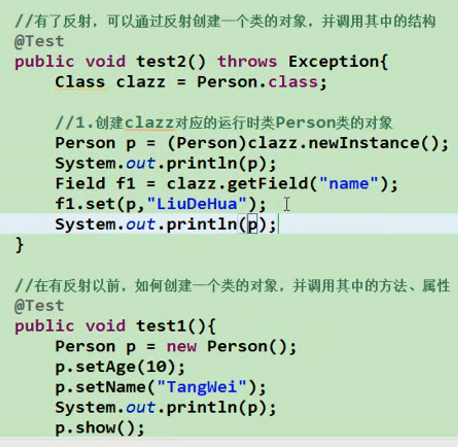 //有了反射，可以通过反射创建一个类的对象，并调用其中的结构
@Test
public void test2() throws Exception{
Class clazz = Person.class;
//1.创建clazz对应的运行时类Person类的对象
Person p = (Person)clazz.newInstance();
System.out.println(p);
Field f1 = clazz.getField("name");
f1.set(p,"LiuDeHua");
System.out.println(p);
}
//在有反射以前，如何创建一个类的对象，并调用其中的方法、属性
@Test
public void test1(){
Person p = new Person();
p.setAge(10);
p.setName("TangWei");
System.out.println(p);
p.show();